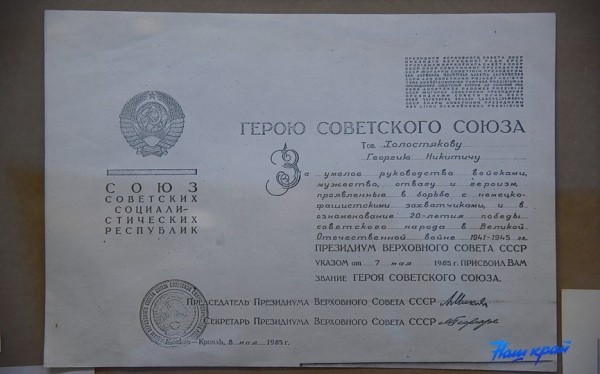 ГЕРОЮ СОВЕТСКОГО СОЮЗА
Тов. Холостякову
Георгию Никитичу
За умелое руководство войсками,
мужество, отвагу и героизм,
проявленные в борьбе с немецко-
фашистскими захватчиками, и в
ознаменование 20-летия победы
советского народа в Великой
Отечественной войне 1941-1945 гг.
ПРЕЗИДИУМ ВЕРХОВНОГО СОВЕТА СССР
УКАЗОМ от 7 мая 1965 г. ПРИСВОИЛ ВАМ
ЗВАНИЕ ГЕРОЯ СОВЕТСКОГО СОЮЗА.
СОЮЗ
СОВЕТСКИХ
СОЦИАЛИ-
СТИЧЕСКИХ
РЕСПУБЛИК
Председатель Президиума Верховного Совета СССР
Секретарь Президиума Верховного Совета СССР
Москва—Кремль, 8 мая 1965 г.
Наш край